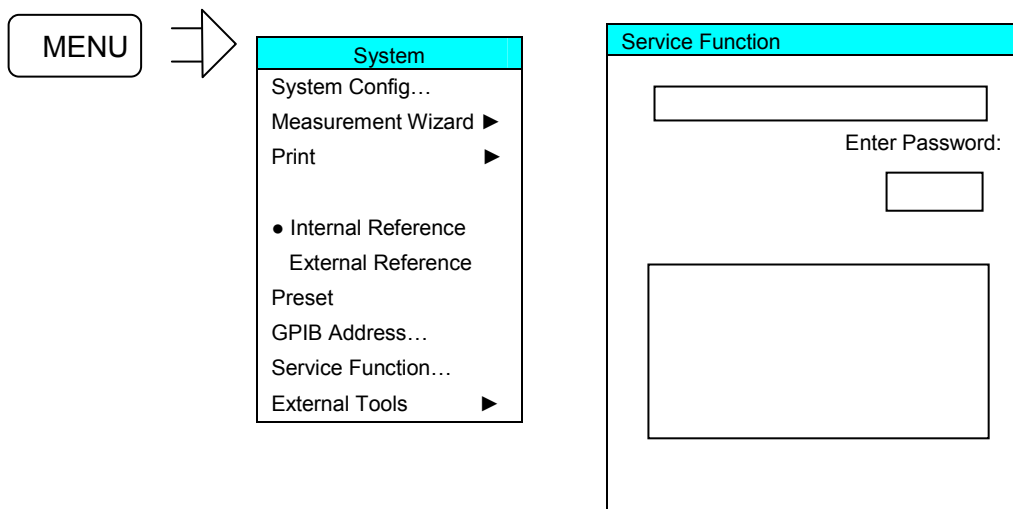 MENU
System
System Config…
Measurement Wizard ►
Print ►
● Internal Reference
External Reference
Preset
GPIB Address…
Service Function…
External Tools ►
Service Function
Enter Password: